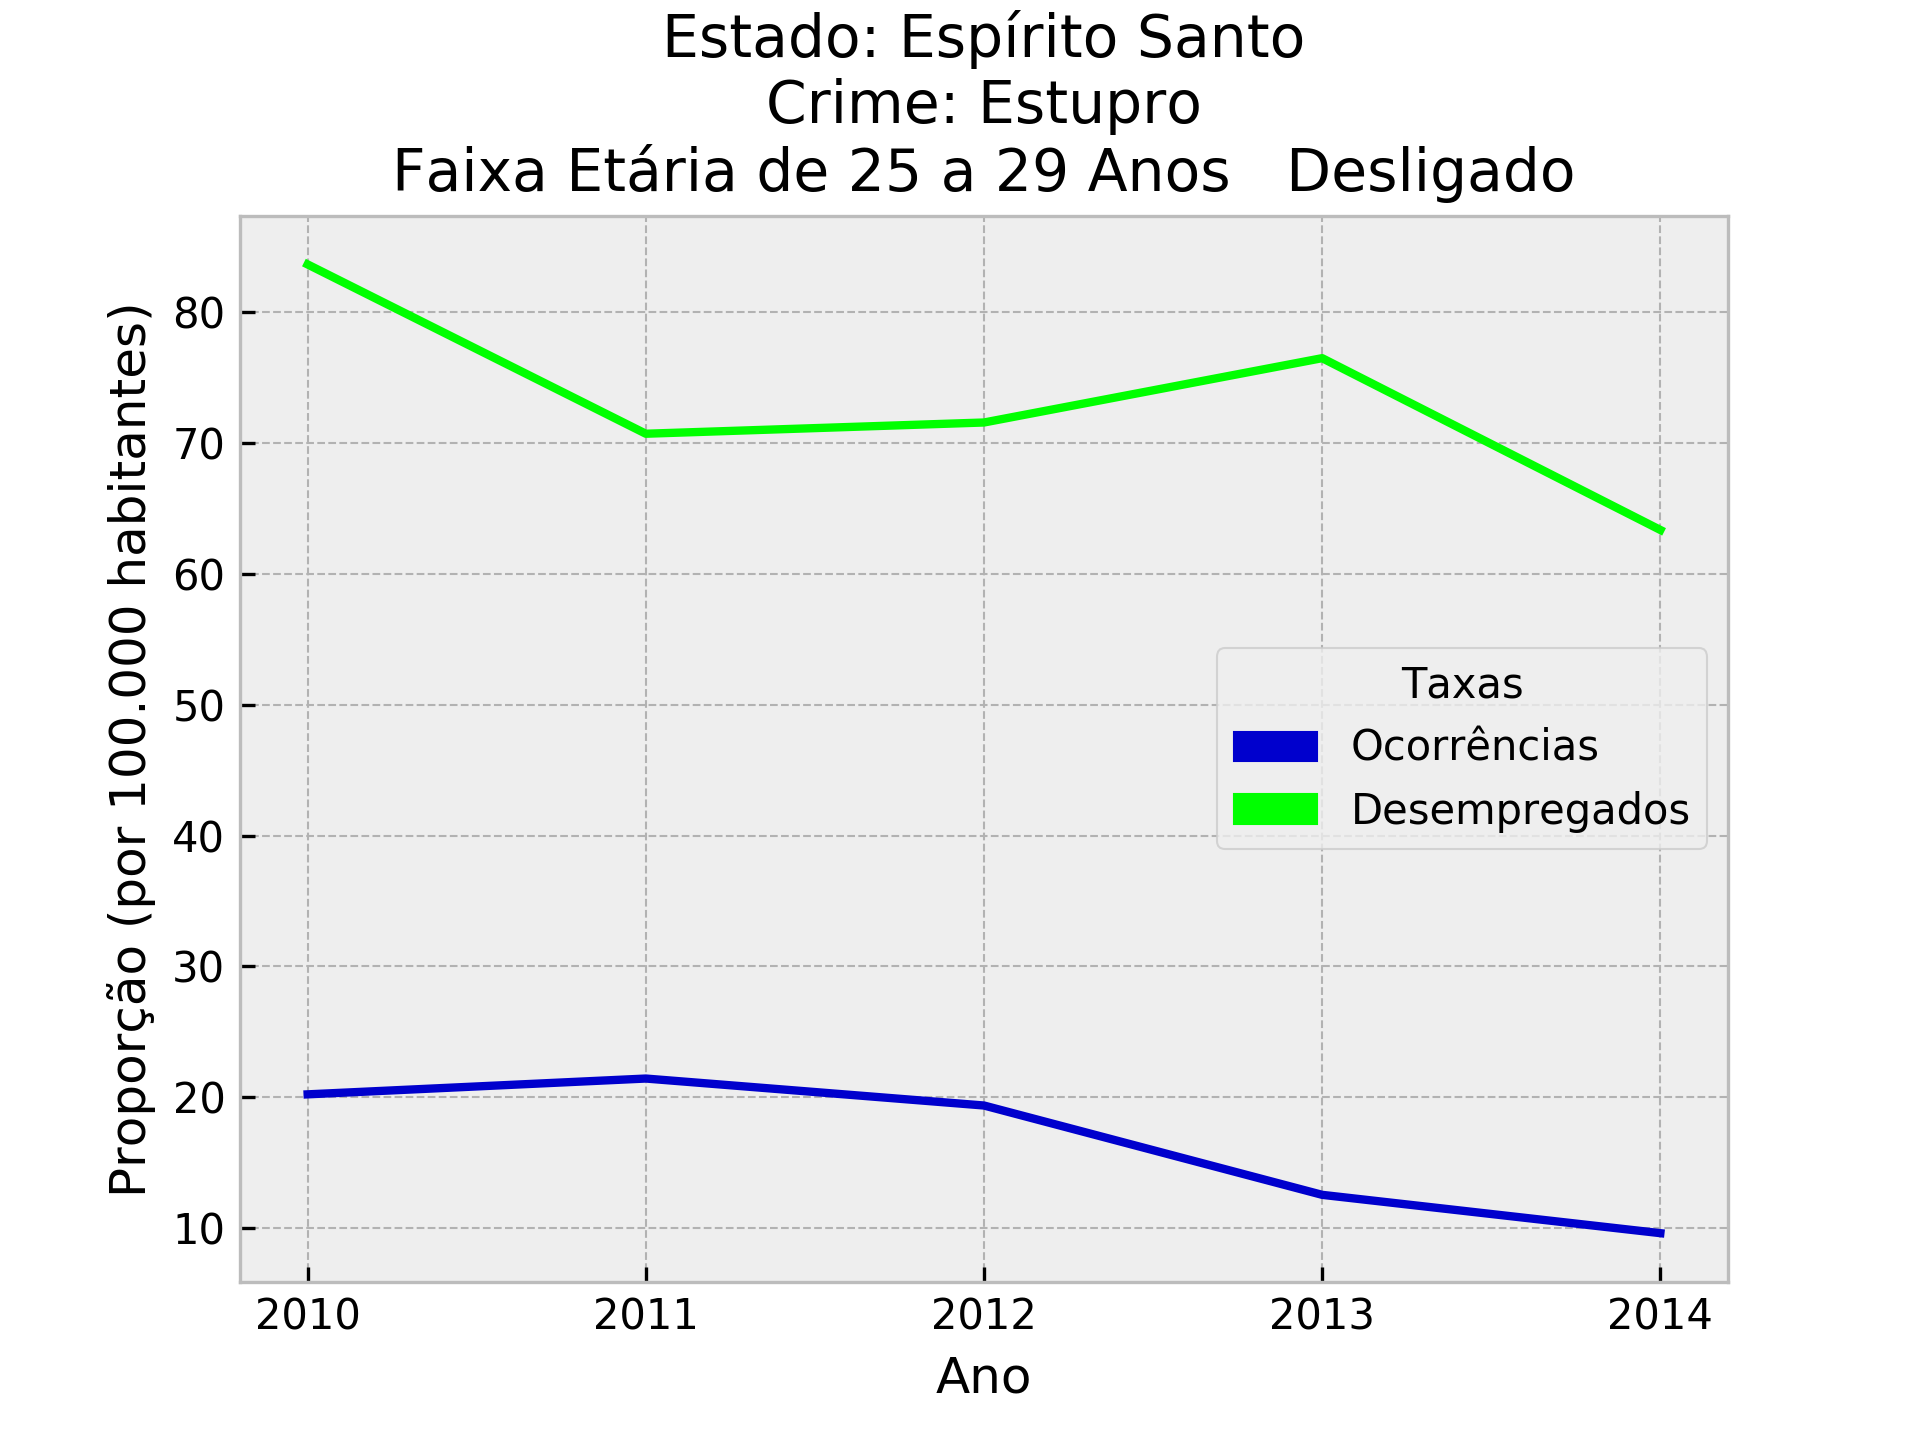 Estado: Espírito Santo
Crime: Estupro
Faixa Etária de 25 a 29 Anos   Desligado
Proporção (por 100.000 habitantes)
80
70
60
50
40
30
20
10
Taxas
Ocorrências
Desempregados
2010 2011 2012 2013 2014
Ano